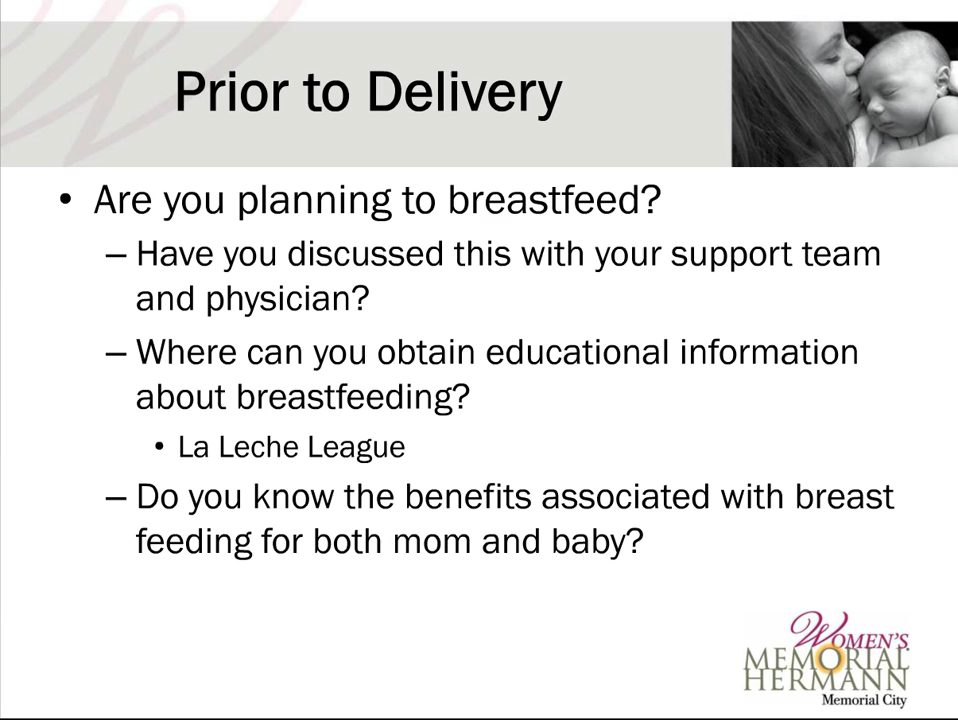 Prior to Delivery
• Are you planning to breastfeed?
– Have you discussed this with your support team
and physician?
– Where can you obtain educational information
about breastfeeding?
• La Leche League
– Do you know the benefits associated with breast
feeding for both mom and baby?
WOMEN'S
MEMORIAL
HERMANN
Memorial City